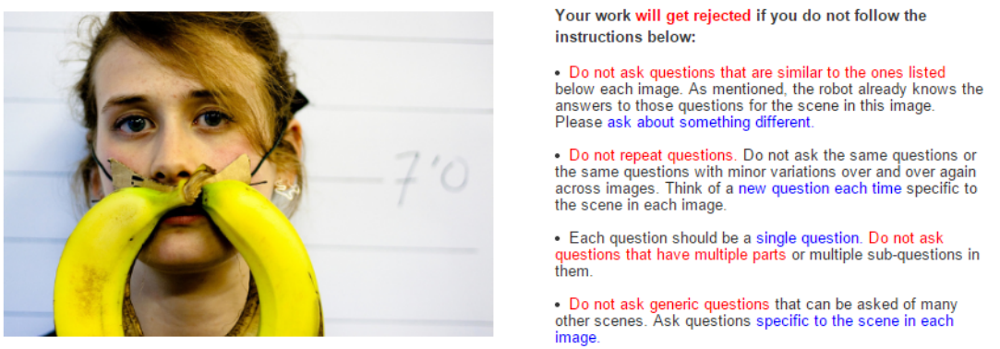 7'0
Your work will get rejected if you do not follow the
instructions below:
• Do not ask questions that are similar to the ones listed
below each image. As mentioned, the robot already knows the
answers to those questions for the scene in this image.
Please ask about something different.
• Do not repeat questions. Do not ask the same questions or
the same questions with minor variations over and over again
across images. Think of a new question each time specific to
the scene in each image.
• Each question should be a single question. Do not ask
questions that have multiple parts or multiple sub-questions in
them.
• Do not ask generic questions that can be asked of many
other scenes. Ask questions specific to the scene in each
image.